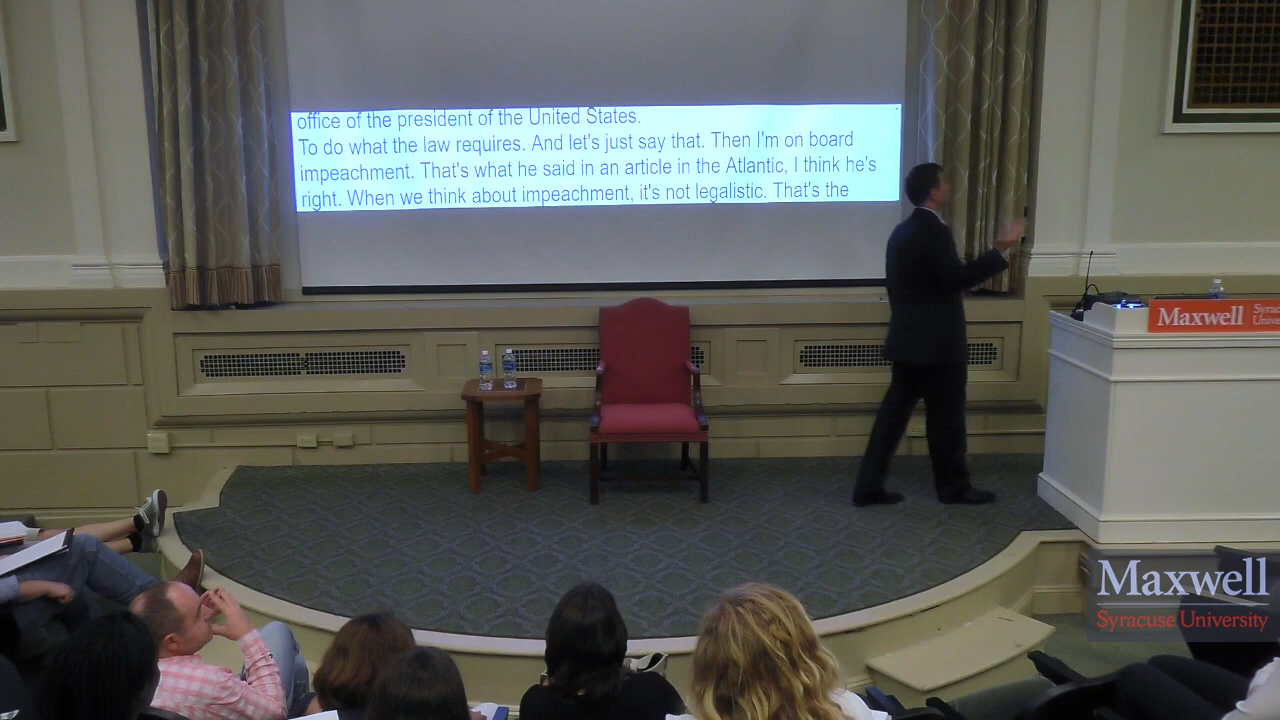 office of the president of the United States.
To do what the law requires. And let's just say that. Then I'm on board
impeachment. That's what he said in an article in the Atlantic, I think he's
right. When we think about impeachment, it's not legalistic. That's the
Maxwell
Maxwell
Syracuse University